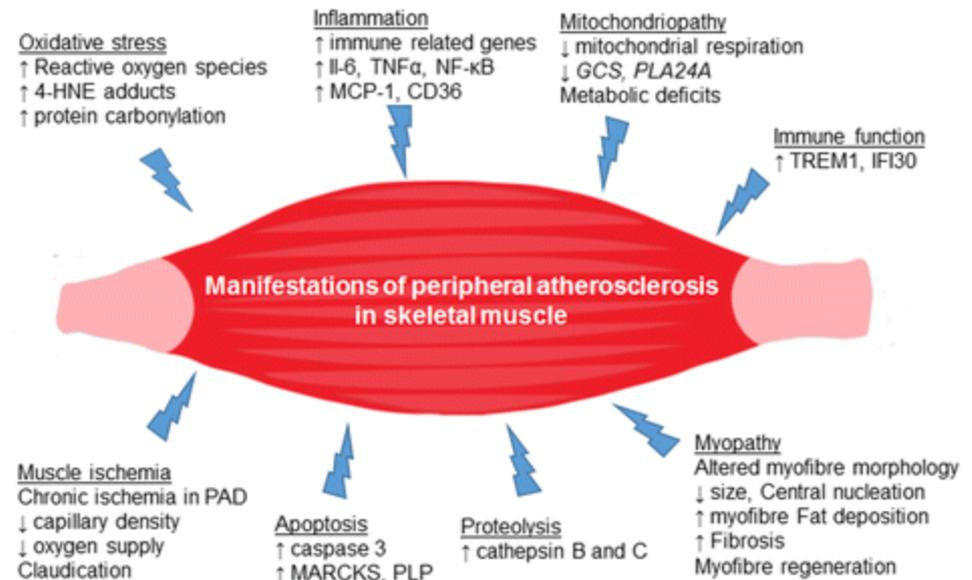 Oxidative stress
↑ Reactive oxygen species
↑ 4-HNE adducts
↑ protein carbonylation
Inflammation
↑ immune related genes
↑ Il-6, TNFα, NF-κB
↑ MCP-1, CD36
Mitochondriopathy
↓ mitochondrial respiration
↓ GCS, PLA24A
Metabolic deficits
Immune function
↑ TREM1, IFI30
Manifestations of peripheral atherosclerosis
in skeletal muscle
Muscle ischemia
Chronic ischemia in PAD
↓ capillary density
↓ oxygen supply
Claudication
Apoptosis
↑ caspase 3
↑ MARCKS, PLP
Proteolysis
↑ cathepsin B and C
Myopathy
Altered myofibre morphology
↓ size, Central nucleation
↑ myofibre Fat deposition
↑ Fibrosis
Myofibre regeneration